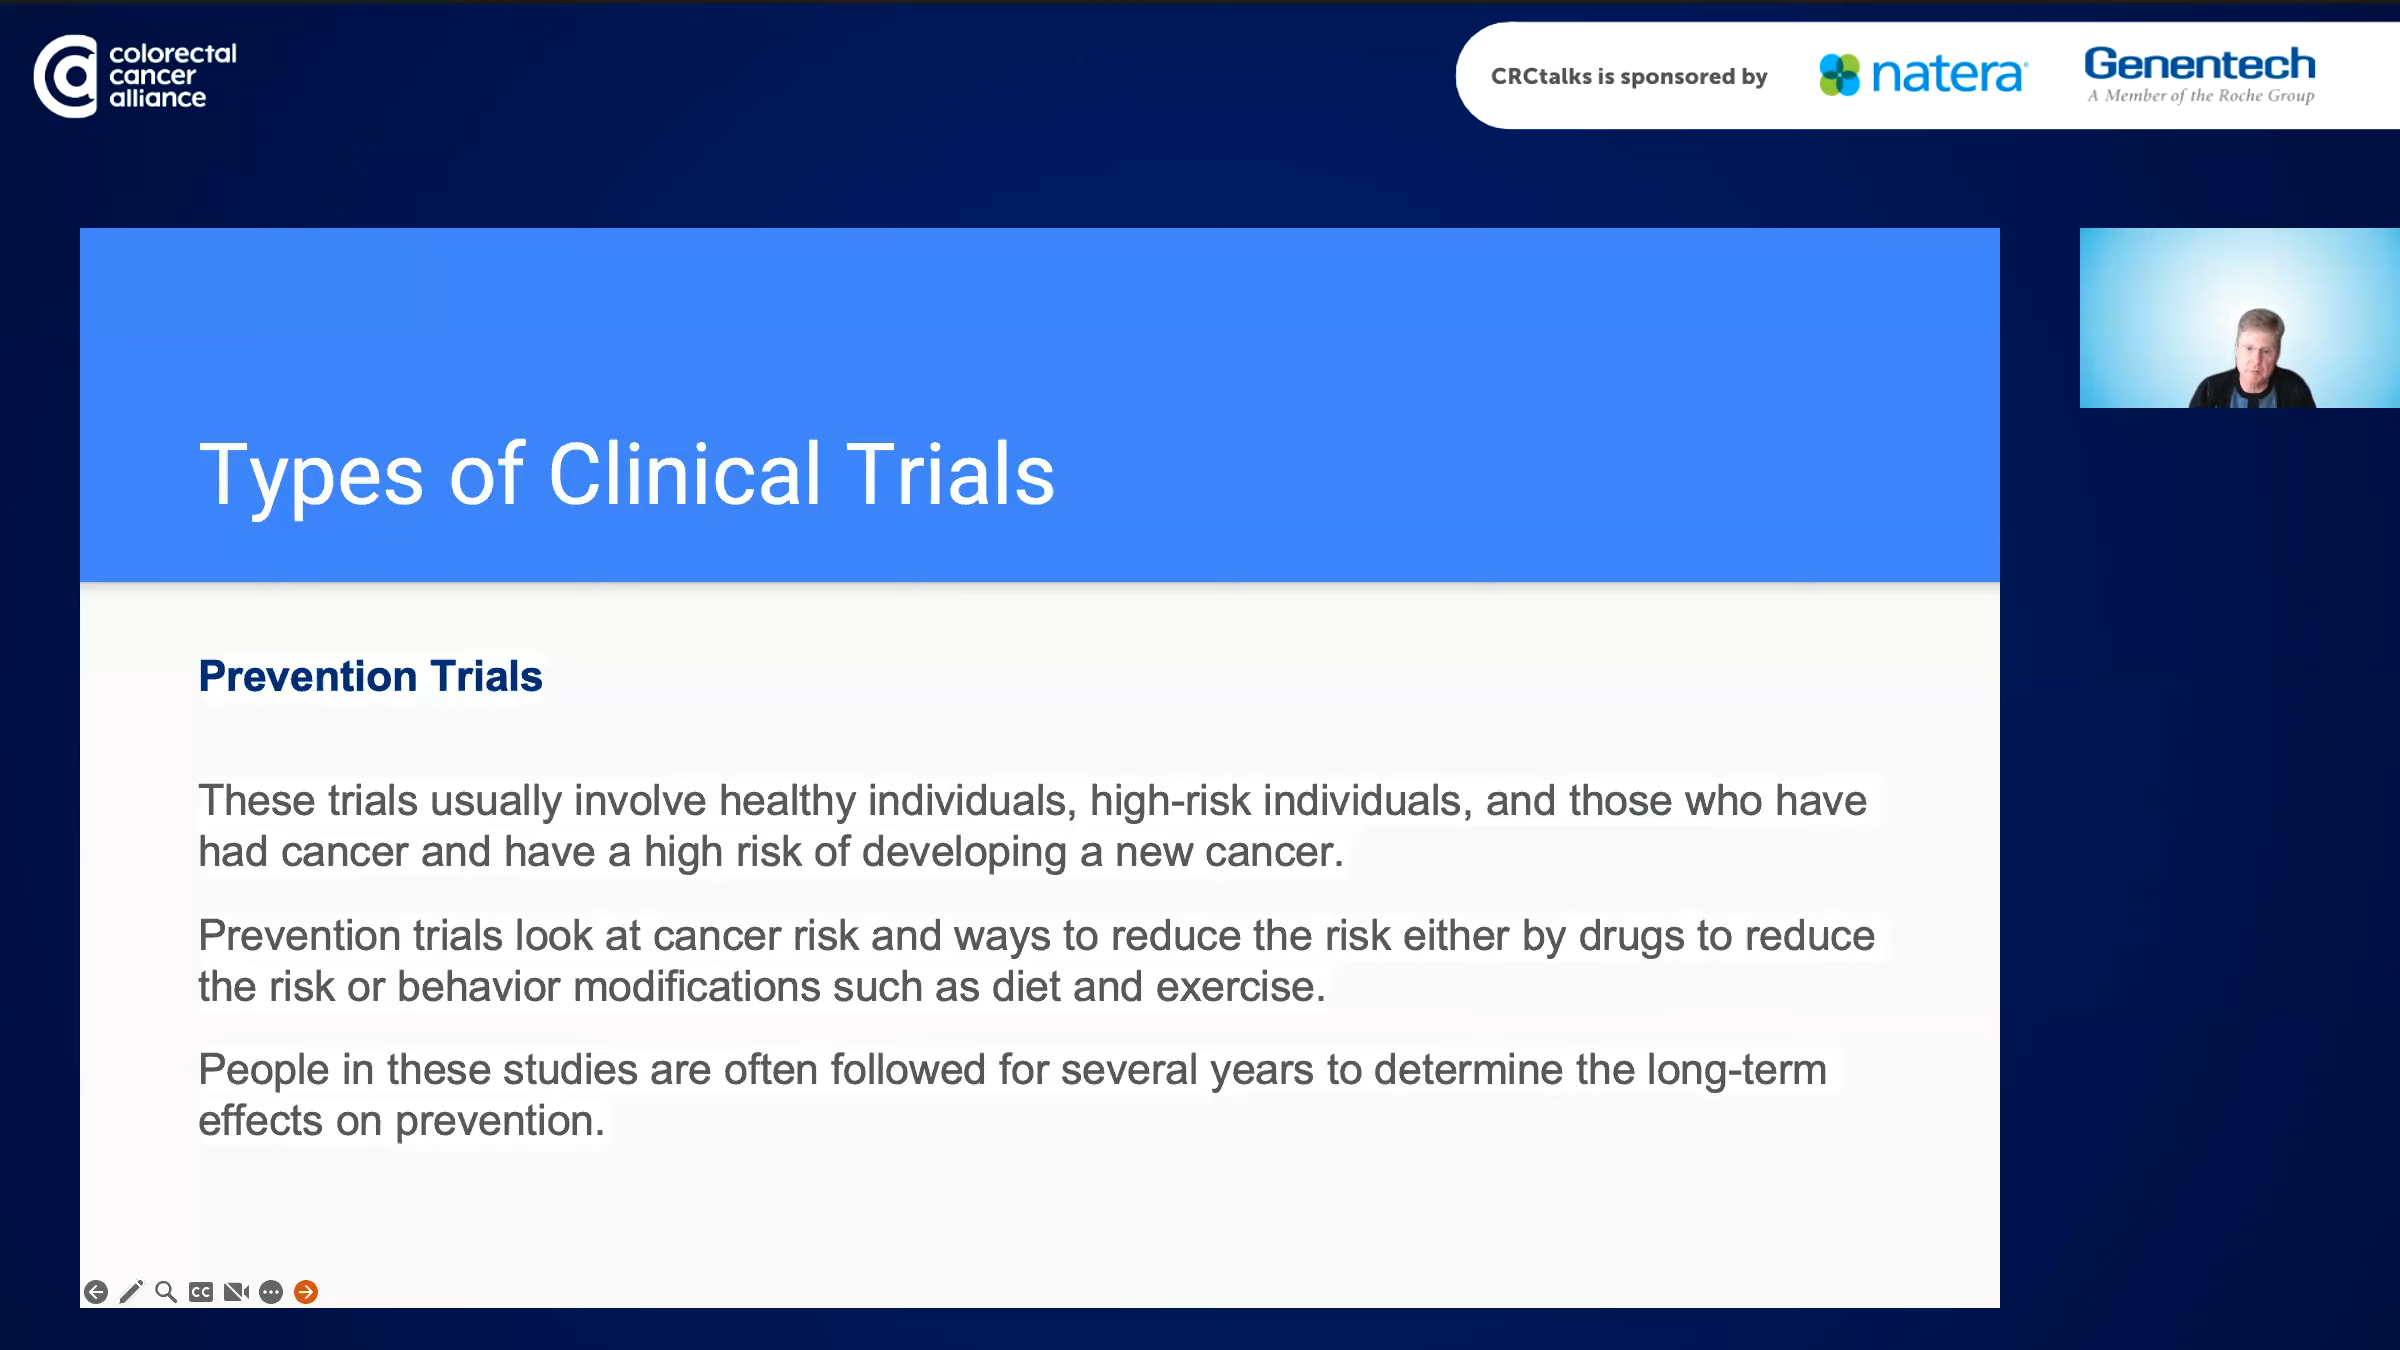 colorectal
cancer
alliance
CRCtalks is sponsored by
natera
Genentech
A Member of the Roche Group
Types of Clinical Trials
Prevention Trials
These trials usually involve healthy individuals, high-risk individuals, and those who have
had cancer and have a high risk of developing a new cancer.
Prevention trials look at cancer risk and ways to reduce the risk either by drugs to reduce
the risk or behavior modifications such as diet and exercise.
People in these studies are often followed for several years to determine the long-term
effects on prevention.
CC